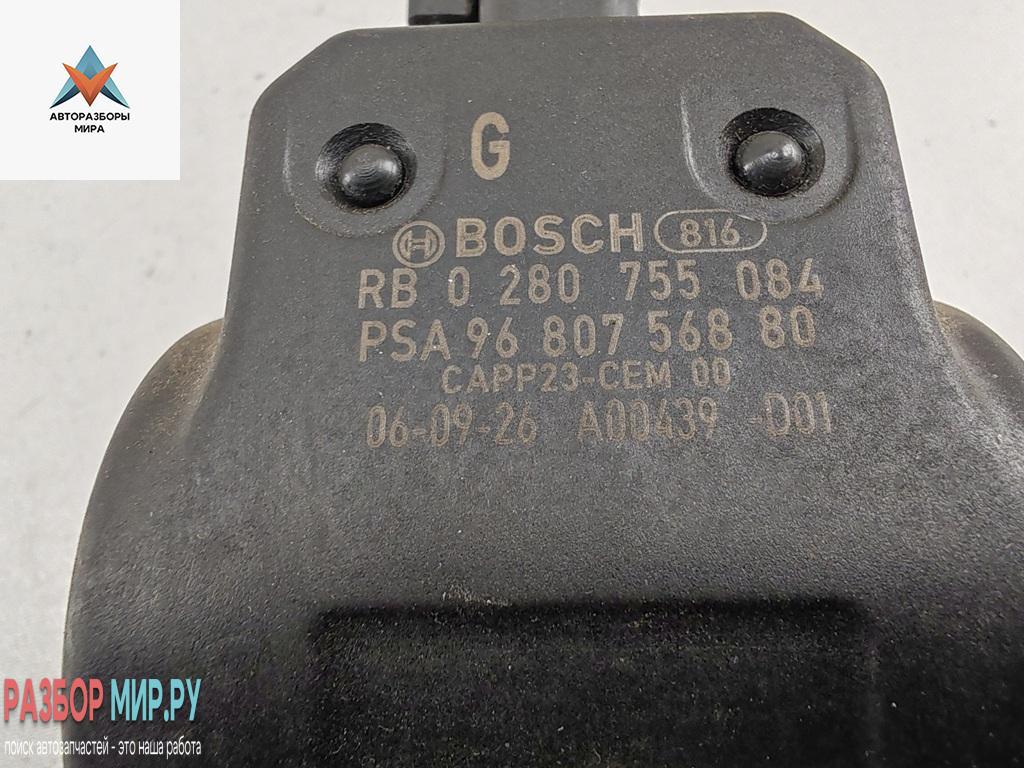 АВТОРАЗБОРЫ
МИРА
G
BOSCH 816
RB 0 280 755 084
PSA 96 807 568 80
CAPP23-CEM 00
06-09-26 A00439 -D01
РАЗБОР МИР.РУ
поиск автозапчастей - это наша работа